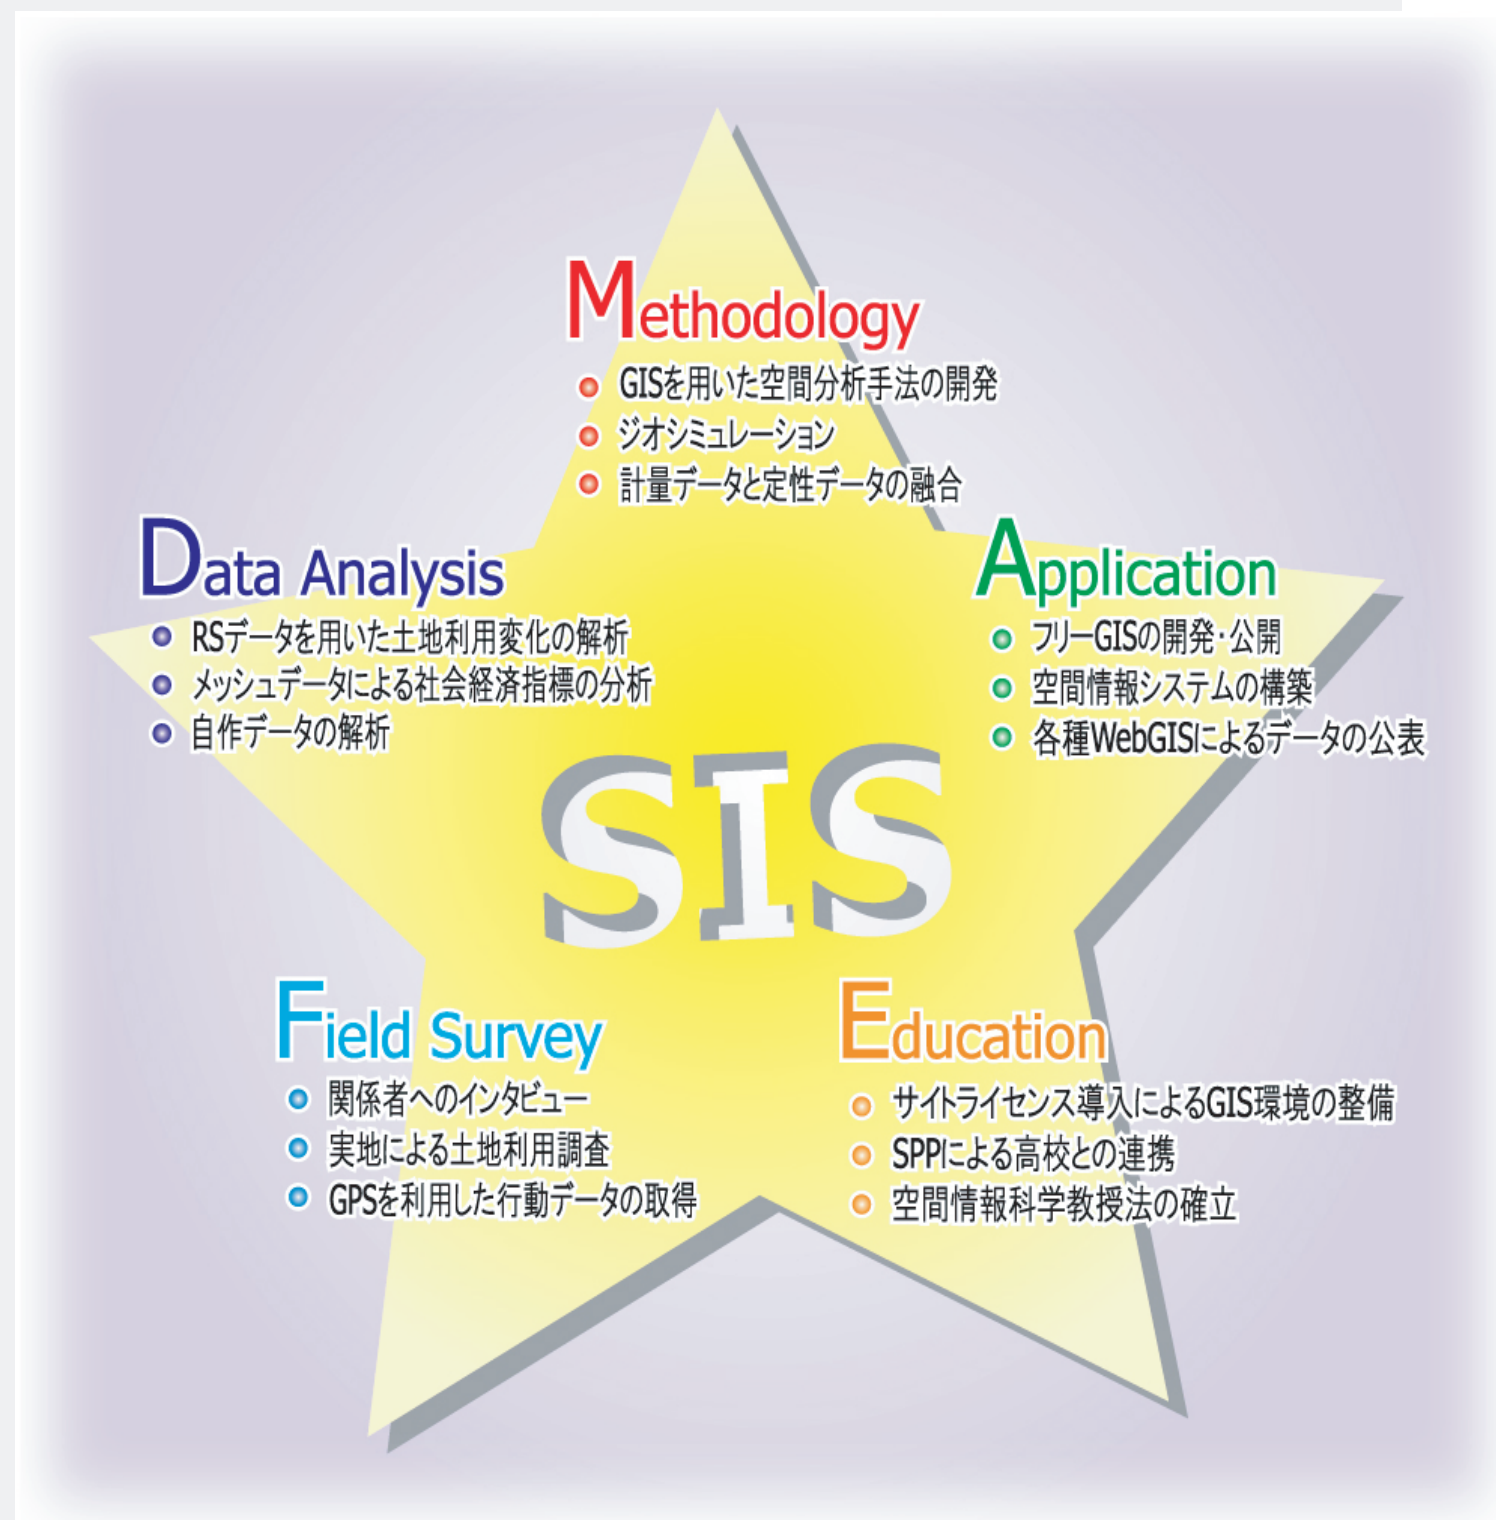 Methodology
GISを用いた空間分析手法の開発
ジオシミュレーション
計量データと定性データの融合
Data Analysis
RSデータを用いた土地利用変化の解析
メッシュデータによる社会経済指標の分析
自作データの解析
Application
フリーGISの開発・公開
空間情報システムの構築
各種WebGISによるデータの公表
SIS
Field Survey
関係者へのインタビュー
実地による土地利用調査
GPSを利用した行動データの取得
Education
サイトライセンス導入によるGIS環境の整備
SPPによる高校との連携
空間情報科学教授法の確立